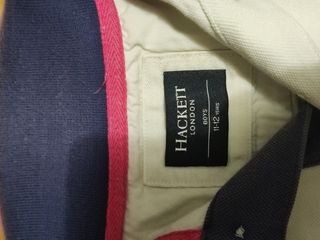 HACKETT
LONDON
BOYS
11-12 YEARS